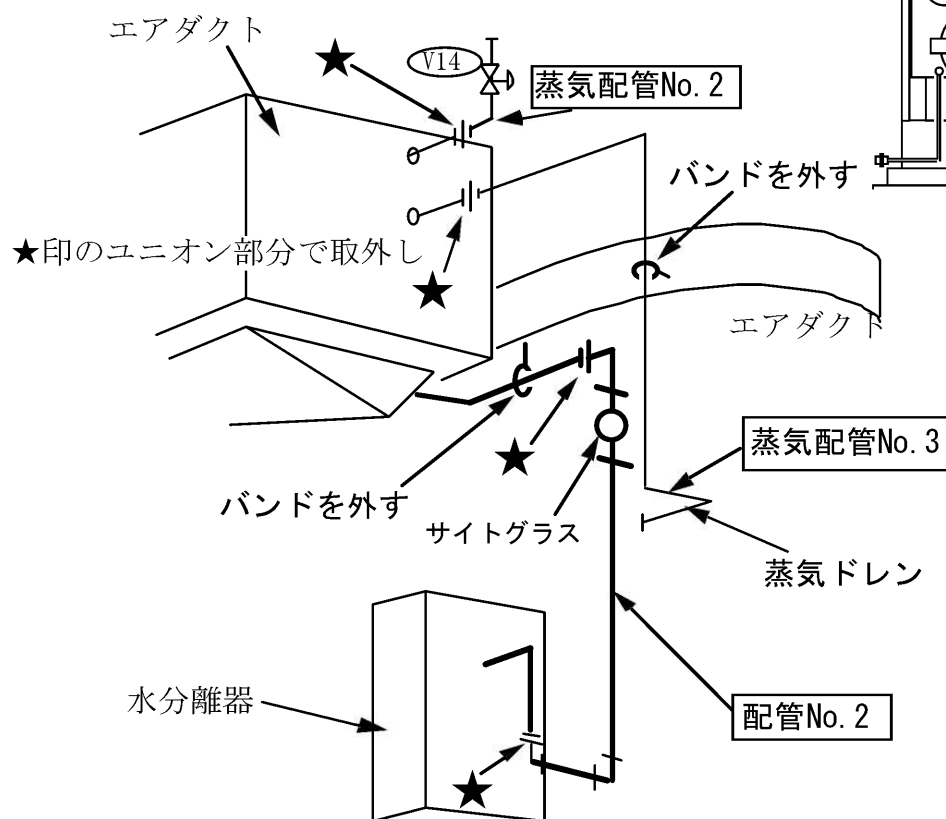 エアダクト
★
V14
蒸気配管No.2
バンドを外す
★印のユニオン部分で取外し
★
エアダクト
★
蒸気配管No.3
バンドを外す
サイトグラス
蒸気ドレン
水分離器
配管No.2
★